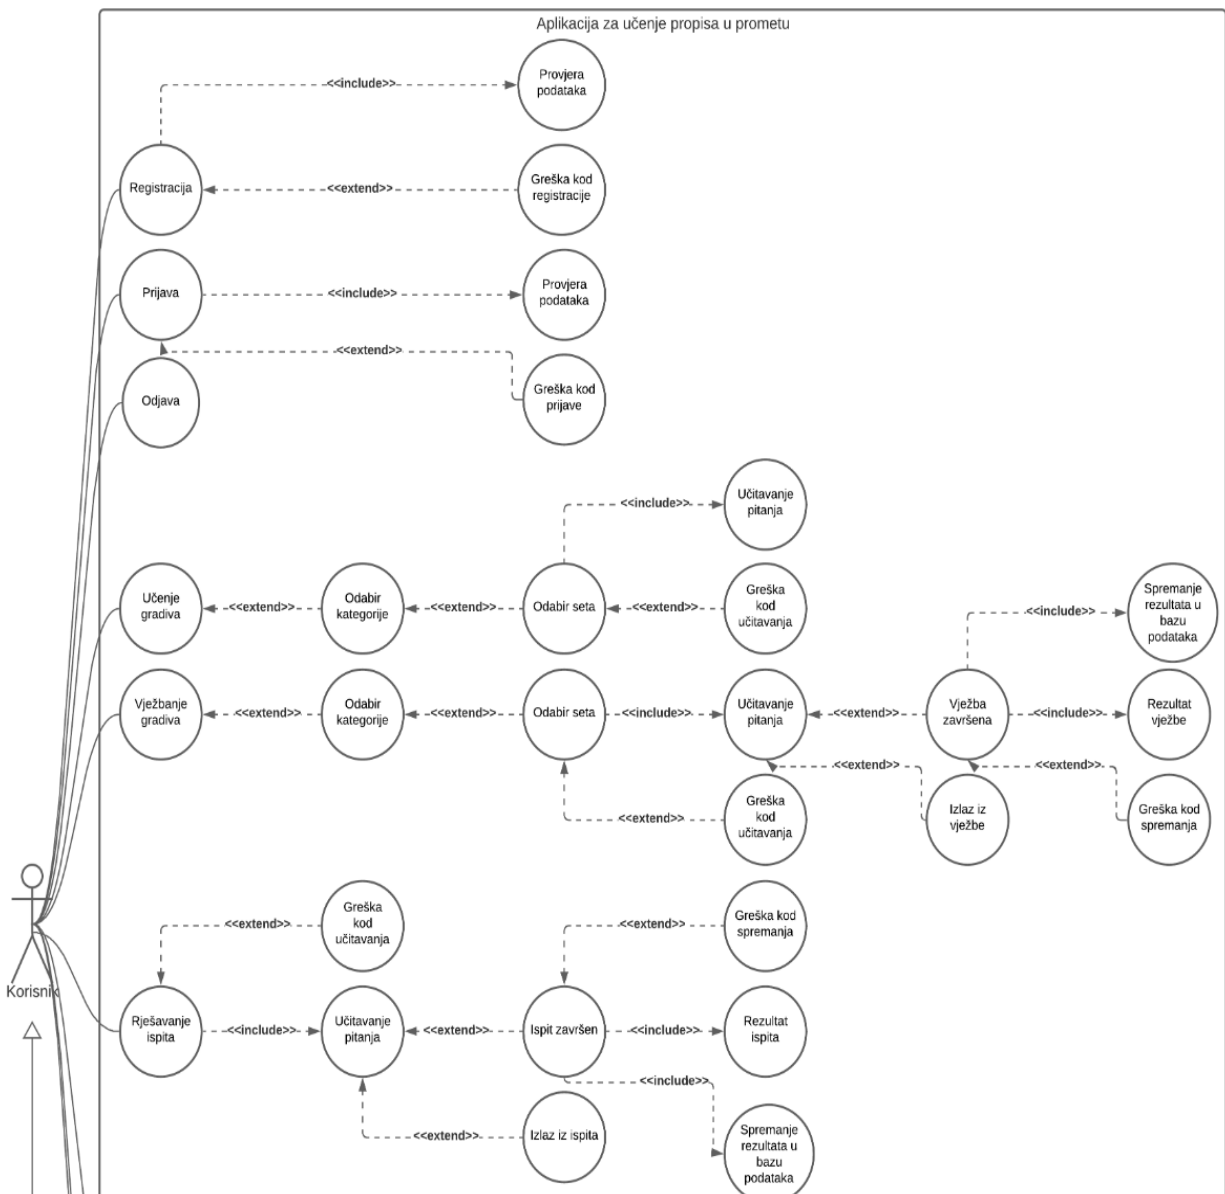 Aplikacija za učenje propisa u prometu
<<include>>
Provjera
podataka
Registracija
<<extend>>
Greška kod
registracije
Prijava
<<include>>
Provjera
podataka
<<extend>>
Odjava
Greška kod
prijave
<<include>>
Učitavanje
pitanja
Učenje
gradiva
<<extend>>
Odabir
kategorije
<<extend>>
Odabir seta
<<extend>>
Greška
kod
učitavanja
<<include>>
Spremanje
rezultata u
bazu
podataka
Vježbanje
gradiva
<<extend>>
Odabir
kategorije
<<extend>>
Odabir seta
<<include>>
Učitavanje
pitanja
<<extend>>
Vježba
završena
<<include>>
Rezultat
vježbe
<<extend>>
<<extend>>
<<extend>>
Greška
kod
učitavanja
Izlaz iz
vježbe
Greška kod
spremanja
Korisnik
<<extend>>
Greška
kod
učitavanja
<<extend>>
Greška kod
spremanja
Rješavanje
ispita
<<include>>
Učitavanje
pitanja
<<extend>>
Ispit završen
<<include>>
Rezultat
ispita
<<include>>
<<extend>>
Izlaz iz ispita
Spremanje
rezultata u
bazu
podataka